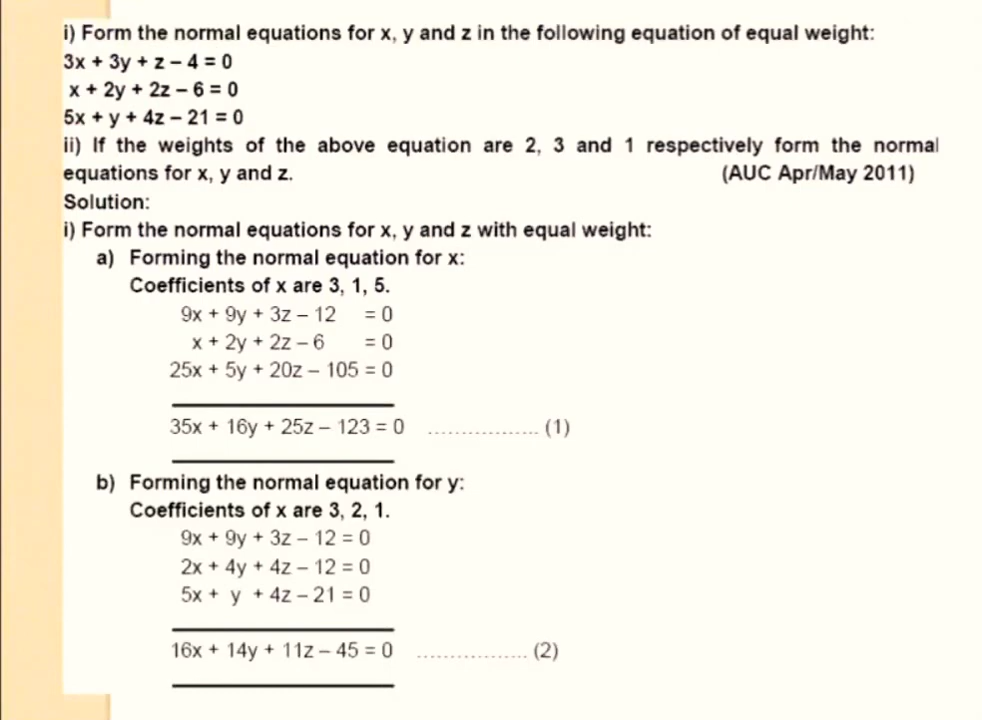 i) Form the normal equations for x, y and z in the following equation of equal weight:
3x + 3y + z – 4 = 0
x + 2y + 2z – 6 = 0
5x + y + 4z – 21 = 0
ii) If the weights of the above equation are 2, 3 and 1 respectively form the normal
equations for x, y and z. (AUC Apr/May 2011)
Solution:
i) Form the normal equations for x, y and z with equal weight:
a) Forming the normal equation for x:
Coefficients of x are 3, 1, 5.
9x + 9y + 3z – 12 = 0
x + 2y + 2z – 6 = 0
25x + 5y + 20z – 105 = 0
35x + 16y + 25z – 123 = 0 ................ (1)
b) Forming the normal equation for y:
Coefficients of x are 3, 2, 1.
9x + 9y + 3z – 12 = 0
2x + 4y + 4z – 12 = 0
5x + y + 4z – 21 = 0
16x + 14y + 11z – 45 = 0 ................ (2)